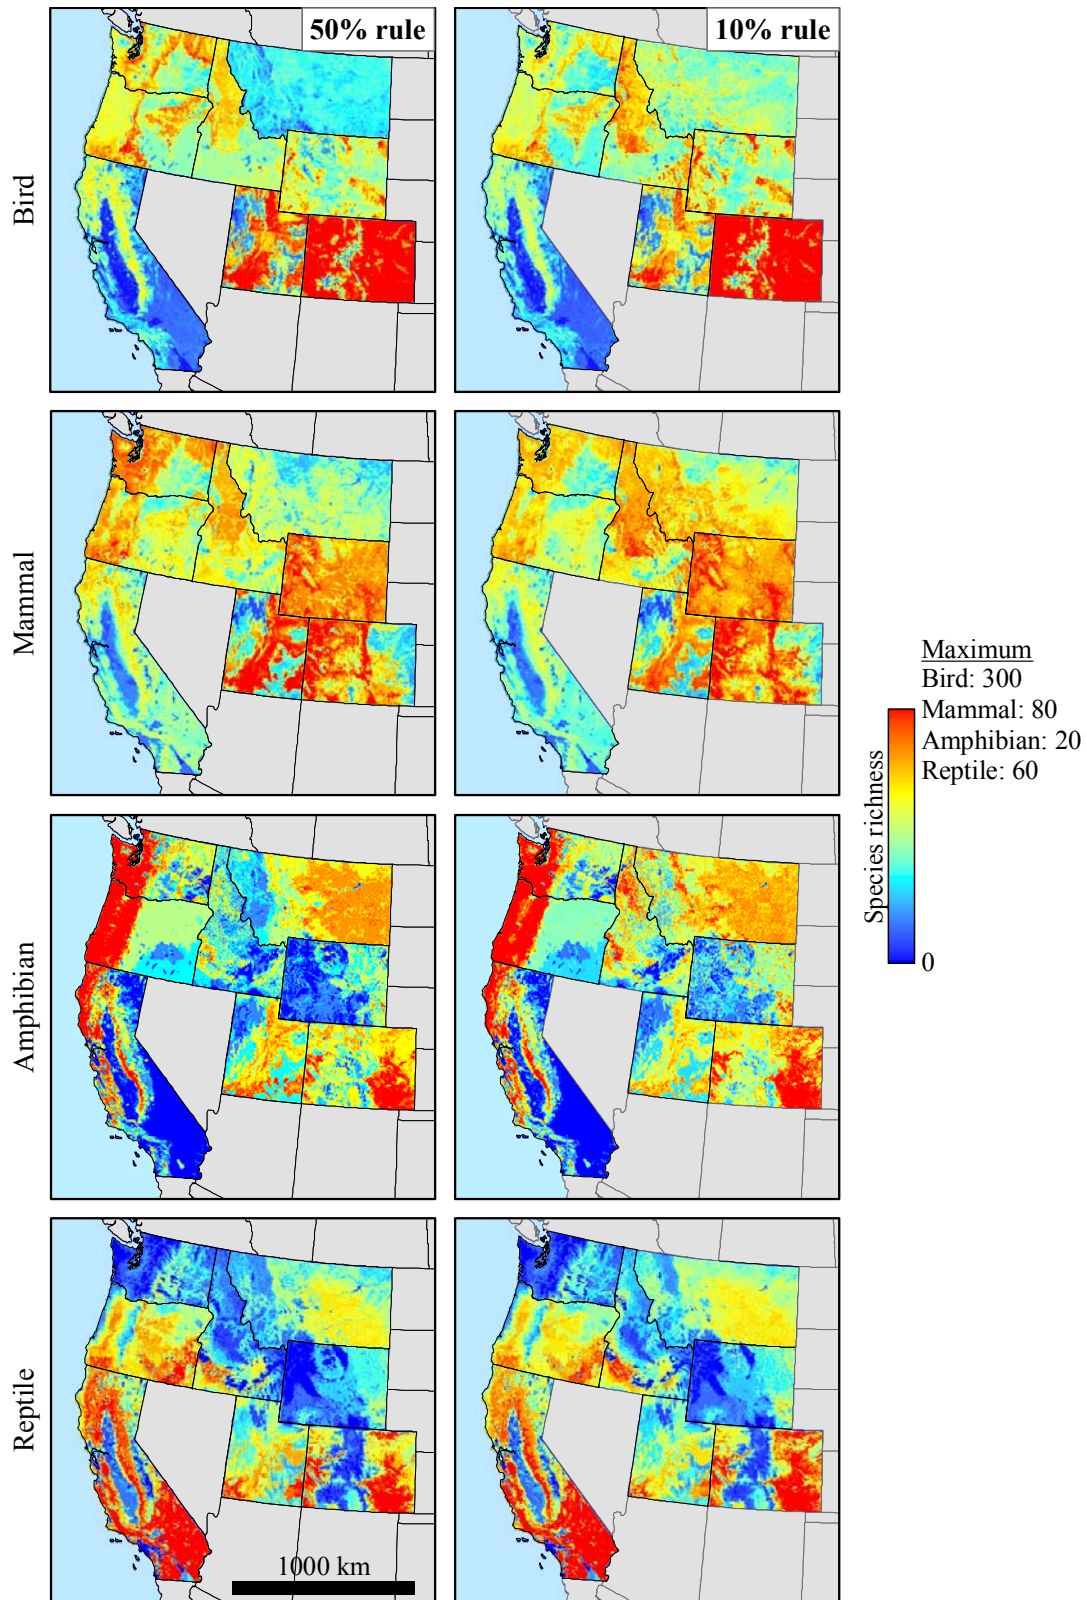 50% rule
10% rule
Bird
Mammal
Amphibian
Reptile
1000 km
Species richness
Maximum
Bird: 300
Mammal: 80
Amphibian: 20
Reptile: 60
0